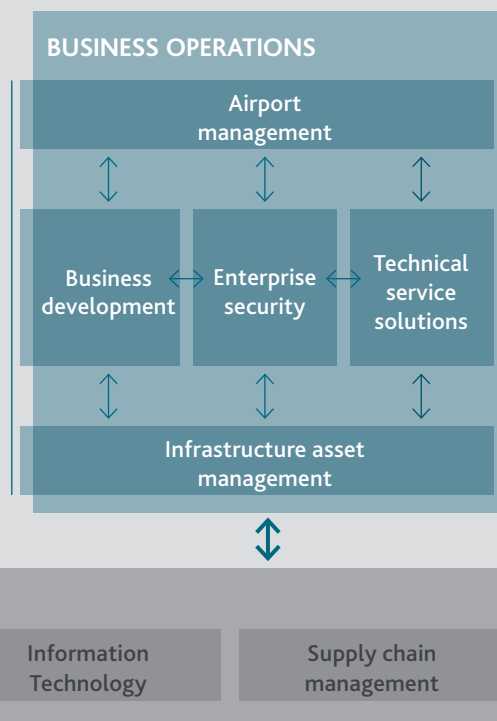 BUSINESS OPERATIONS
Airport
management
Business
development
Enterprise
security
Technical
service
solutions
Infrastructure asset
management
Information
Technology
Supply chain
management